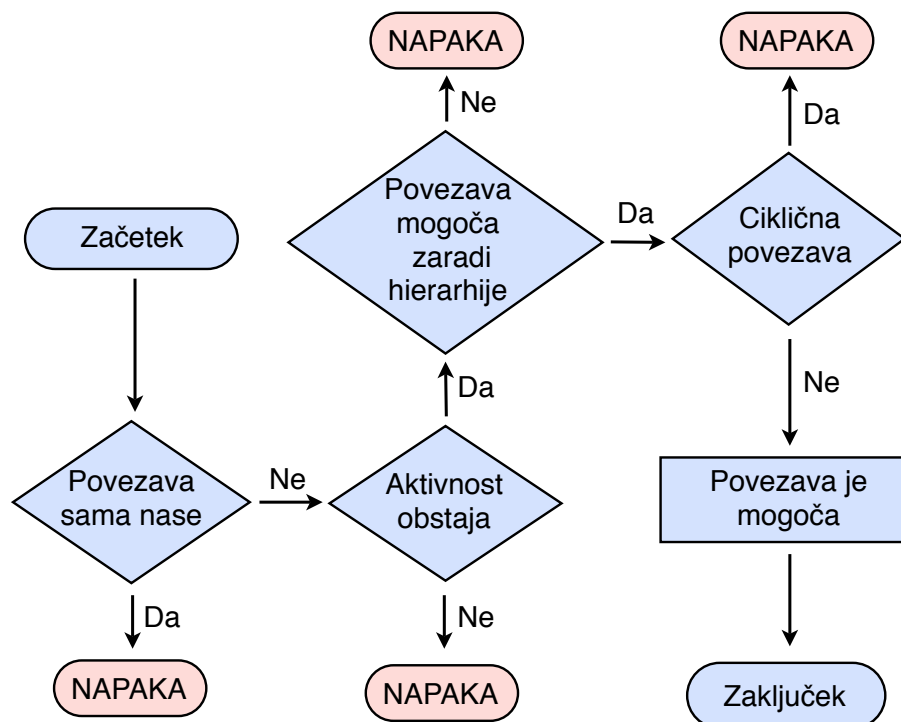 NAPAKA
NAPAKA
Ne
Da
Povezava
mogoča
zaradi
hierarhije
Da
Ciklična
povezava
Začetek
Da
Ne
Povezava
sama nase
Ne
Aktivnost
obstaja
Povezava je
mogoča
Da
Ne
NAPAKA
NAPAKA
Zaključek